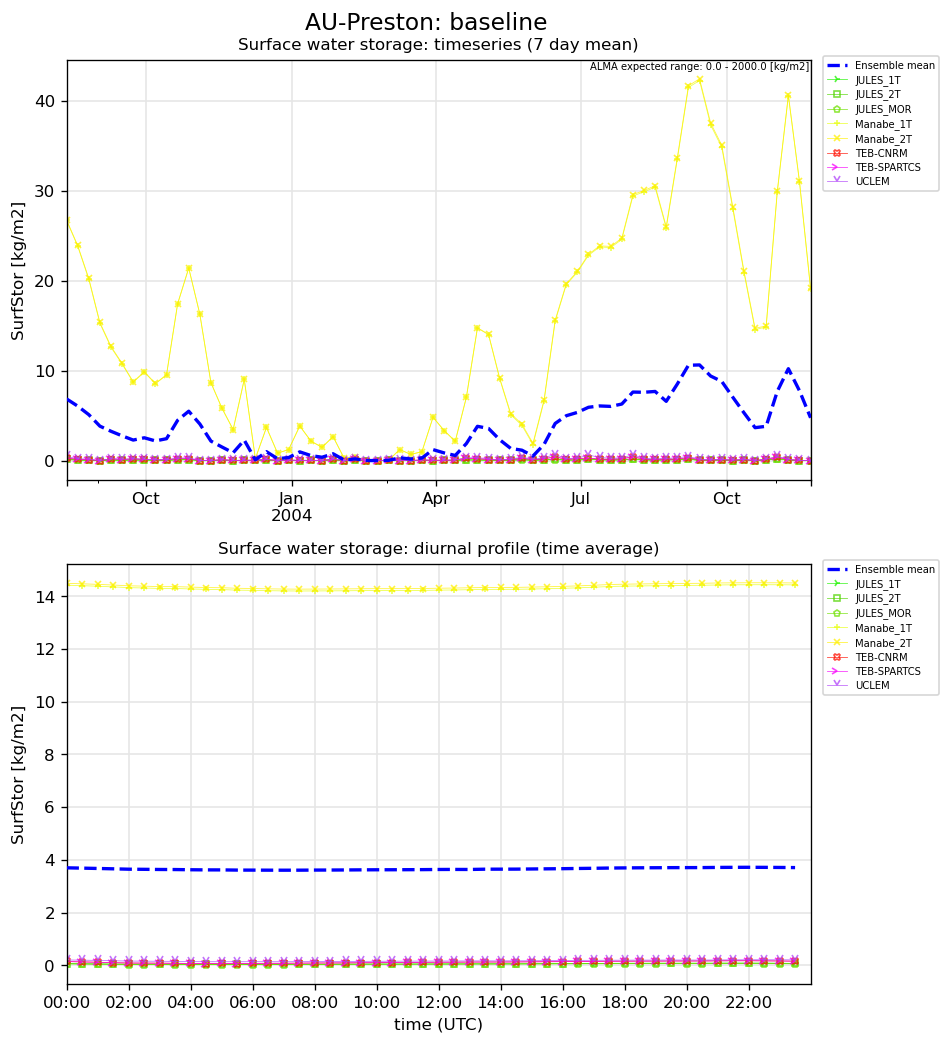 AU-Preston: baseline
Surface water storage: timeseries (7 day mean)
ALMA expected range: 0.0 - 2000.0 [kg/m2]
SurfStor [kg/m2]
40
30
20
10
0
Oct
Jan
2004
Apr
Jul
Oct
Ensemble mean
JULES_1T
JULES_2T
JULES_MOR
Manabe_1T
Manabe_2T
TEB-CNRM
TEB-SPARTCS
UCLEM
Surface water storage: diurnal profile (time average)
SurfStor [kg/m2]
14
12
10
8
6
4
2
0
00:00
02:00
04:00
06:00
08:00
10:00
12:00
14:00
16:00
18:00
20:00
22:00
time (UTC)
Ensemble mean
JULES_1T
JULES_2T
JULES_MOR
Manabe_1T
Manabe_2T
TEB-CNRM
TEB-SPARTCS
UCLEM